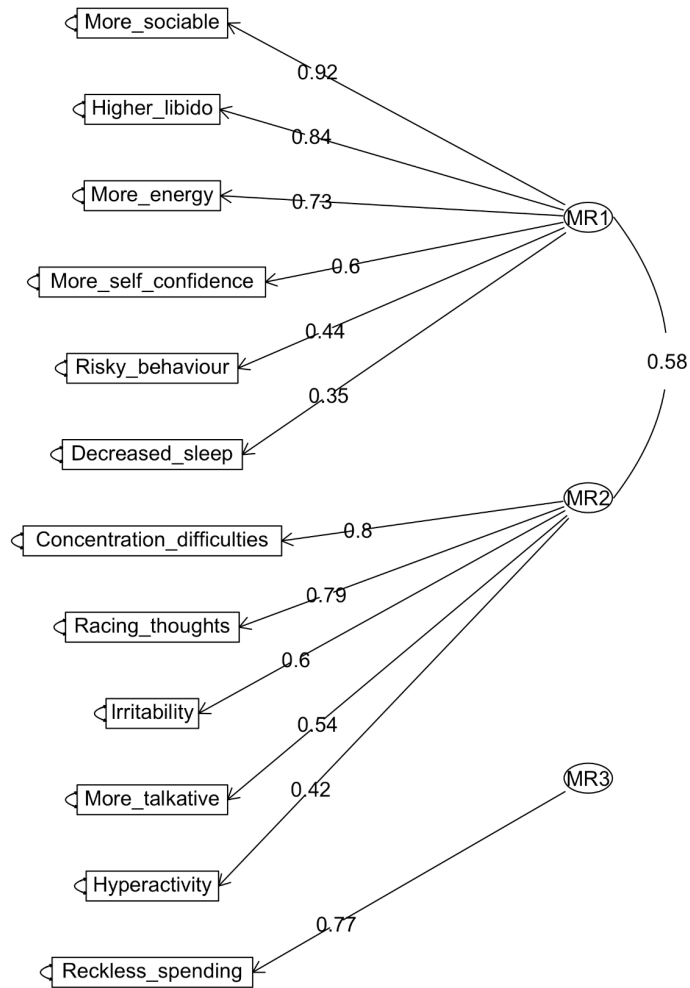 More_sociable
0.92
Higher_libido
0.84
More_energy
0.73
MR1
More_self_confidence
0.6
Risky_behaviour
0.44
0.58
Decreased_sleep
0.35
MR2
Concentration_difficulties
0.8
Racing_thoughts
0.79
Irritability
0.6
More_talkative
0.54
MR3
Hyperactivity
0.42
Reckless_spending
0.77